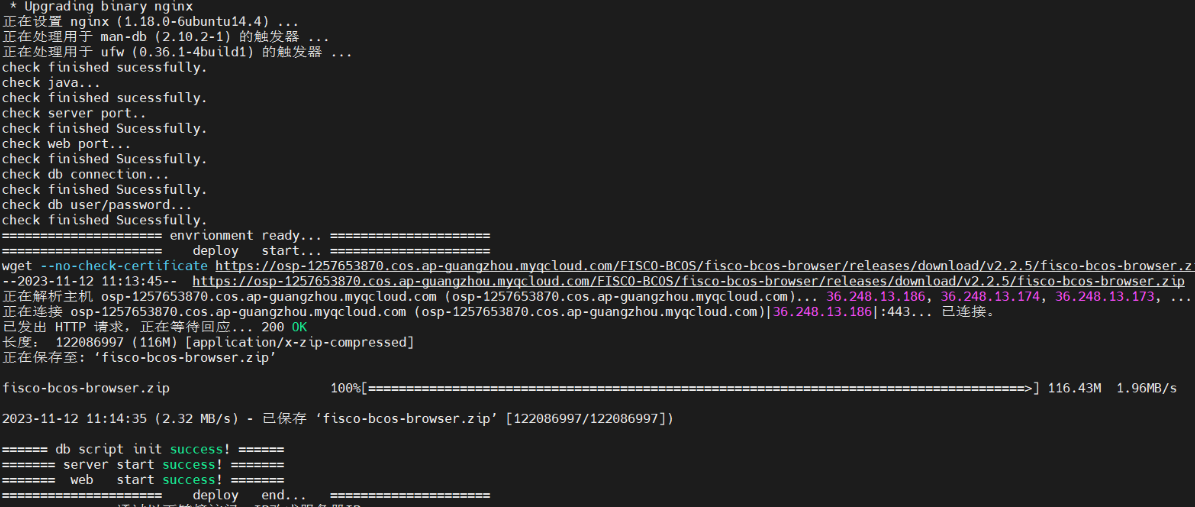 * Upgrading binary nginx
正在设置 nginx (1.18.0-6ubuntu14.4) ...
正在处理用于 man-db (2.10.2-1) 的触发器 ...
正在处理用于 ufw (0.36.1-4build1) 的触发器 ...
check finished sucessfully.
check java...
check finished sucessfully.
check server port..
check finished Sucessfully.
check web port...
check finished Sucessfully.
check db connection...
check finished Sucessfully.
check db user/password...
check finished Sucessfully.
===================== envrionment ready... =====================
=====================    deploy   start... =====================
wget --no-check-certificate https://osp-1257653870.cos.ap-guangzhou.myqcloud.com/FISCO-BCOS/fisco-bcos-browser/releases/download/v2.2.5/fisco-bcos-browser.zi
--2023-11-12 11:13:45--  https://osp-1257653870.cos.ap-guangzhou.myqcloud.com/FISCO-BCOS/fisco-bcos-browser/releases/download/v2.2.5/fisco-bcos-browser.zip
正在解析主机 osp-1257653870.cos.ap-guangzhou.myqcloud.com (osp-1257653870.cos.ap-guangzhou.myqcloud.com)... 36.248.13.186, 36.248.13.174, 36.248.13.173, ...
正在连接 osp-1257653870.cos.ap-guangzhou.myqcloud.com (osp-1257653870.cos.ap-guangzhou.myqcloud.com)|36.248.13.186|:443... 已连接。
已发出 HTTP 请求，正在等待回应... 200 OK
长度： 122086997 (116M) [application/x-zip-compressed]
正在保存至: ‘fisco-bcos-browser.zip’
fisco-bcos-browser.zip 100%[======================================================================================>] 116.43M 1.96MB/s
2023-11-12 11:14:35 (2.32 MB/s) - 已保存 ‘fisco-bcos-browser.zip’ [122086997/122086997])
====== db script init success! ======
======= server start success! =======
=======  web   start success! =======
=====================    deploy   end...   =====================